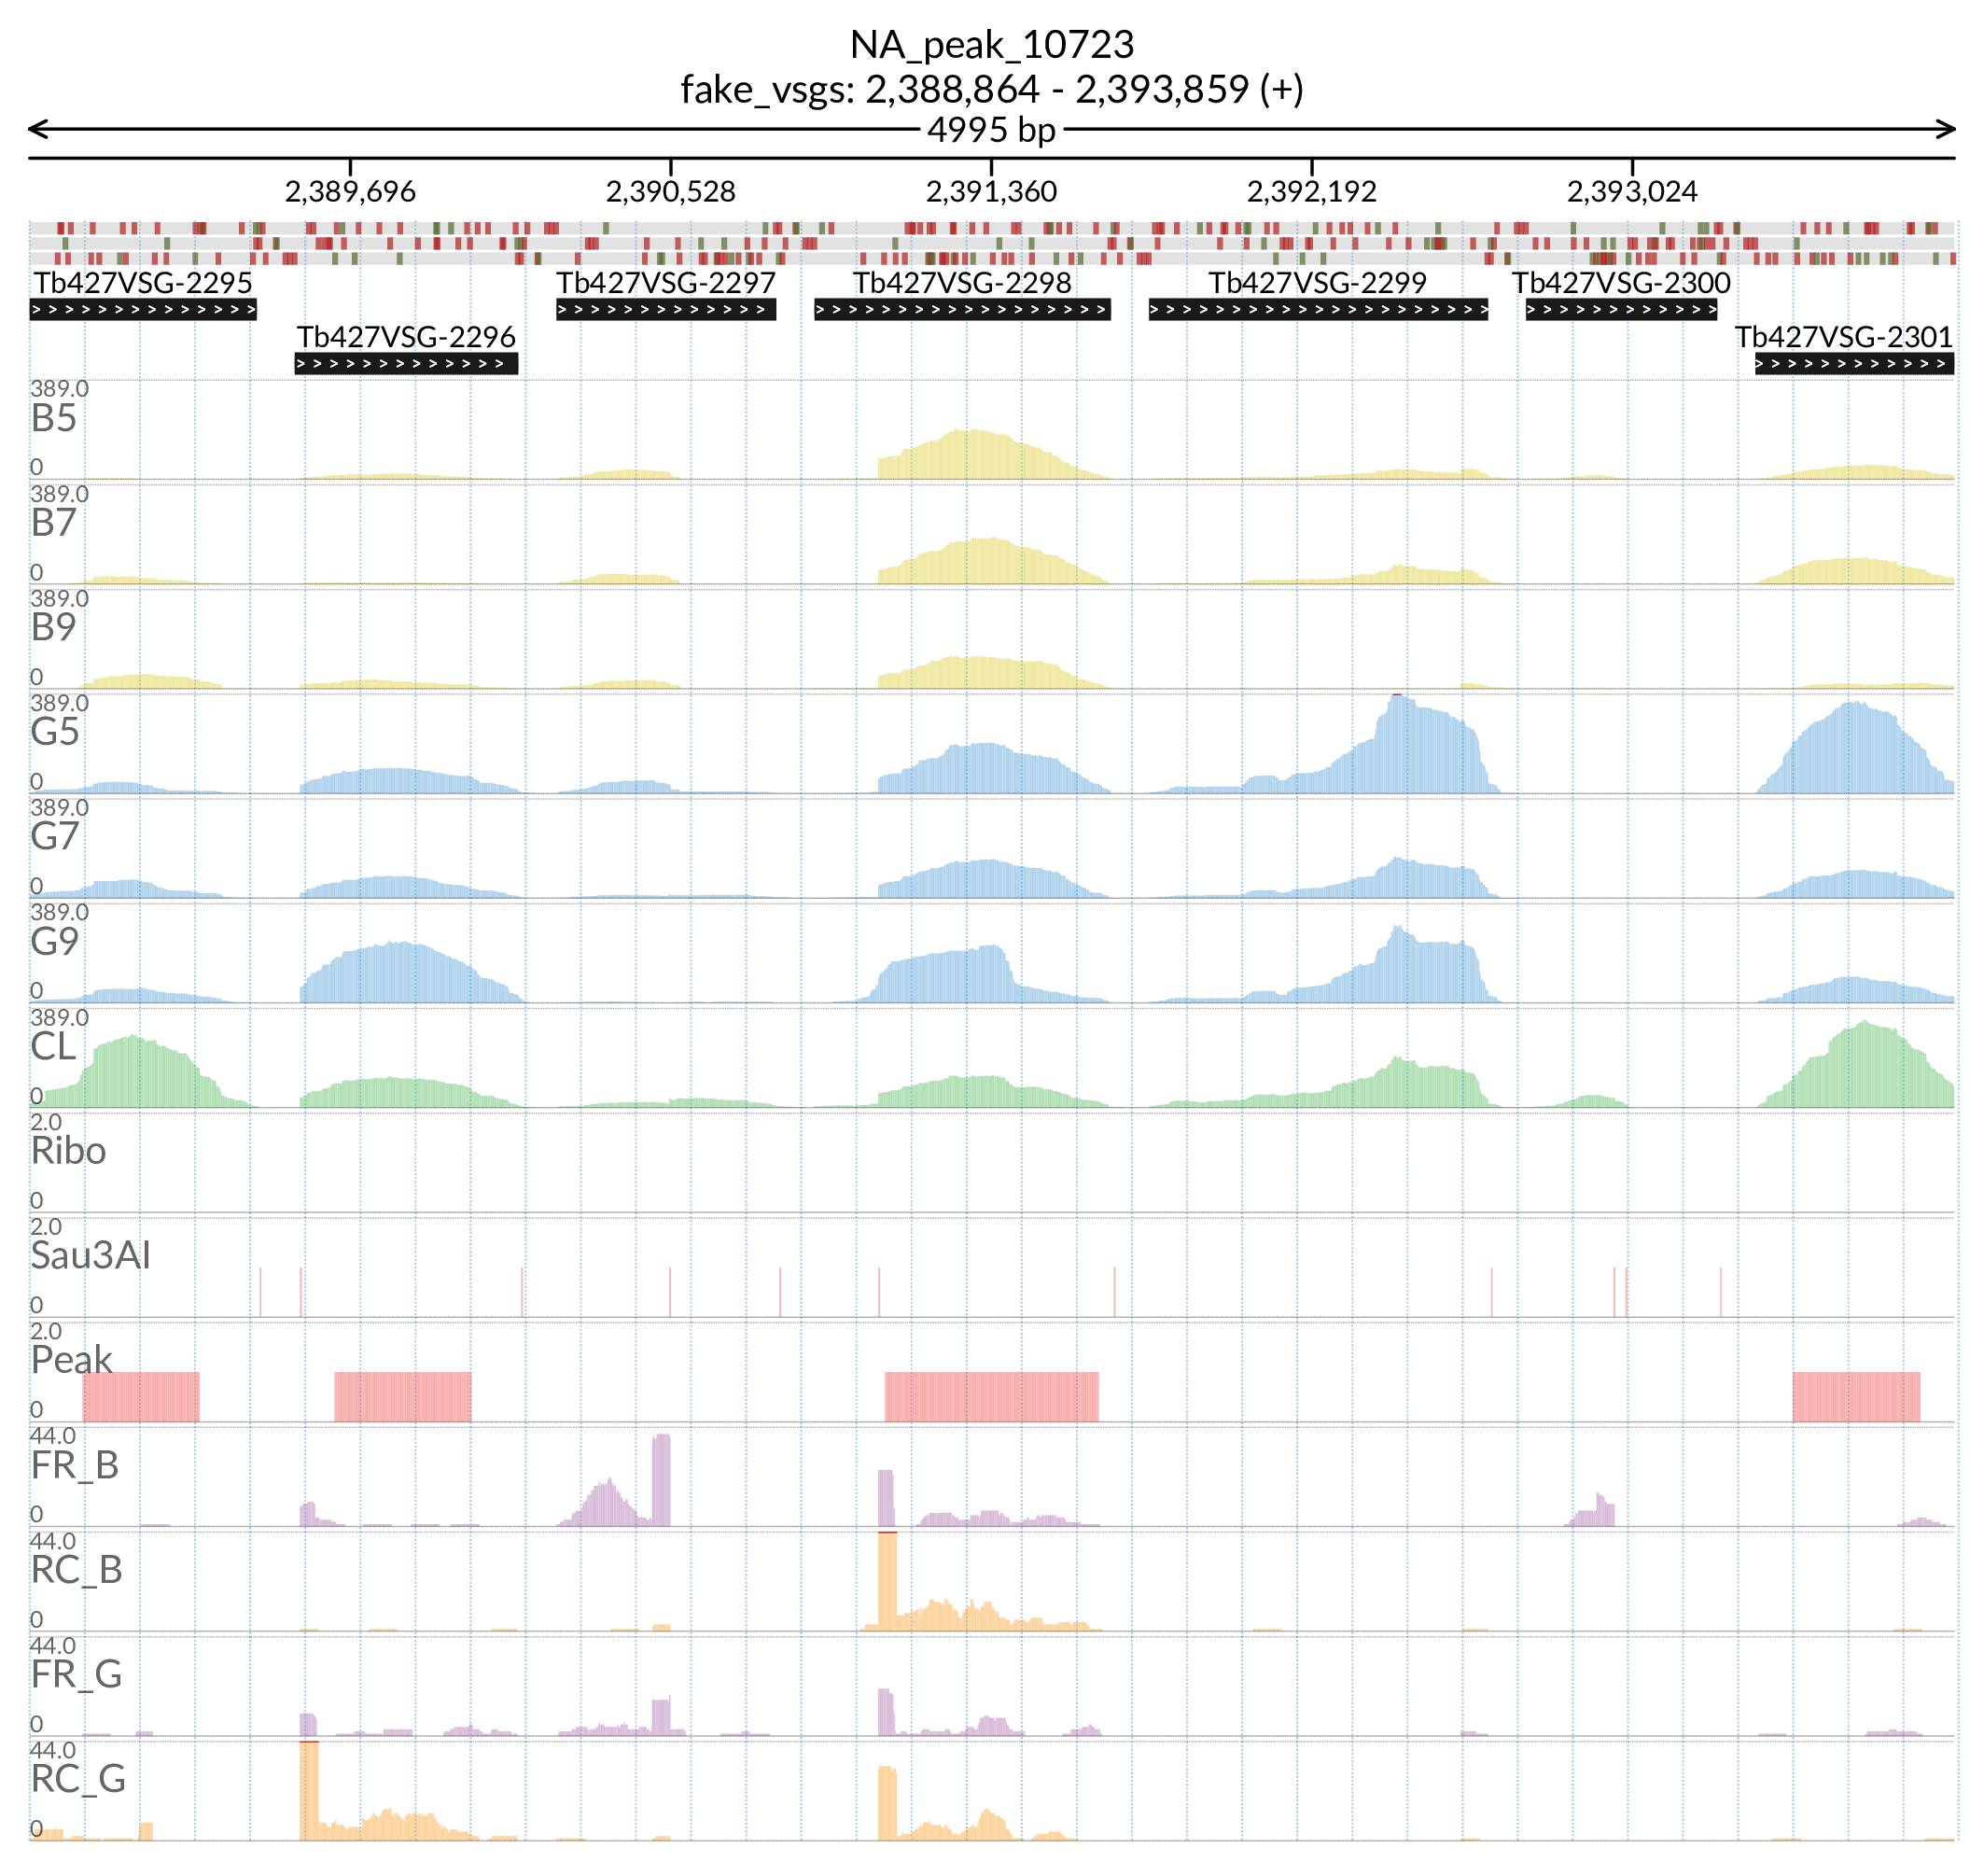 NA_peak_10723
fake_vsgs: 2,388,864 - 2,393,859 (+)
4995 bp
2,389,696 2,390,528 2,391,360 2,392,192 2,393,024
Tb427VSG-2295 Tb427VSG-2297 Tb427VSG-2298 Tb427VSG-2299 Tb427VSG-2300
Tb427VSG-2296 Tb427VSG-2301
389.0
B5
0
389.0
B7
0
389.0
B9
0
389.0
G5
0
389.0
G7
0
389.0
G9
0
389.0
CL
0
2.0
Ribo
0
2.0
Sau3AI
0
2.0
Peak
0
44.0
FR_B
0
44.0
RC_B
0
44.0
FR_G
0
44.0
RC_G
0